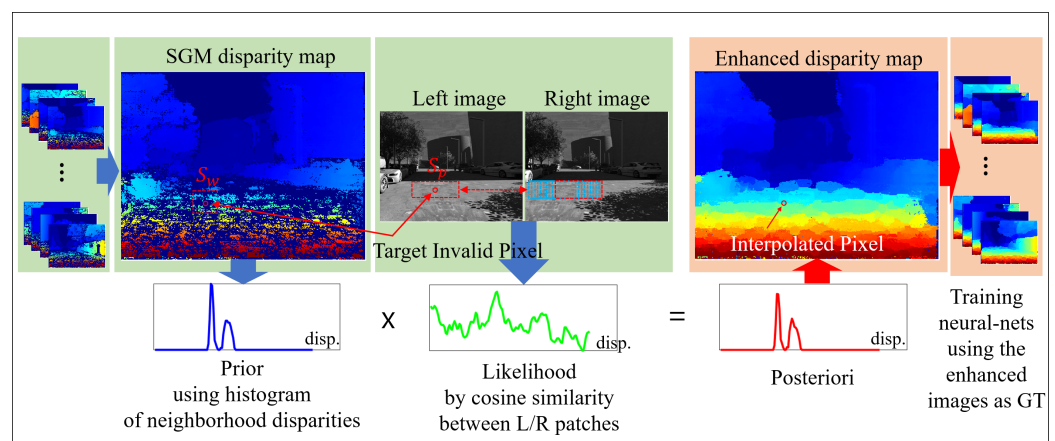 SGM disparity map
Left image
Right image
Enhanced disparity map
S_w
S_p
Target Invalid Pixel
Interpolated Pixel
disp.
x
disp.
=
disp.
Prior
using histogram
of neighborhood disparities
Likelihood
by cosine similarity
between L/R patches
Posteriori
Training
neural-nets
using the
enhanced
images as GT